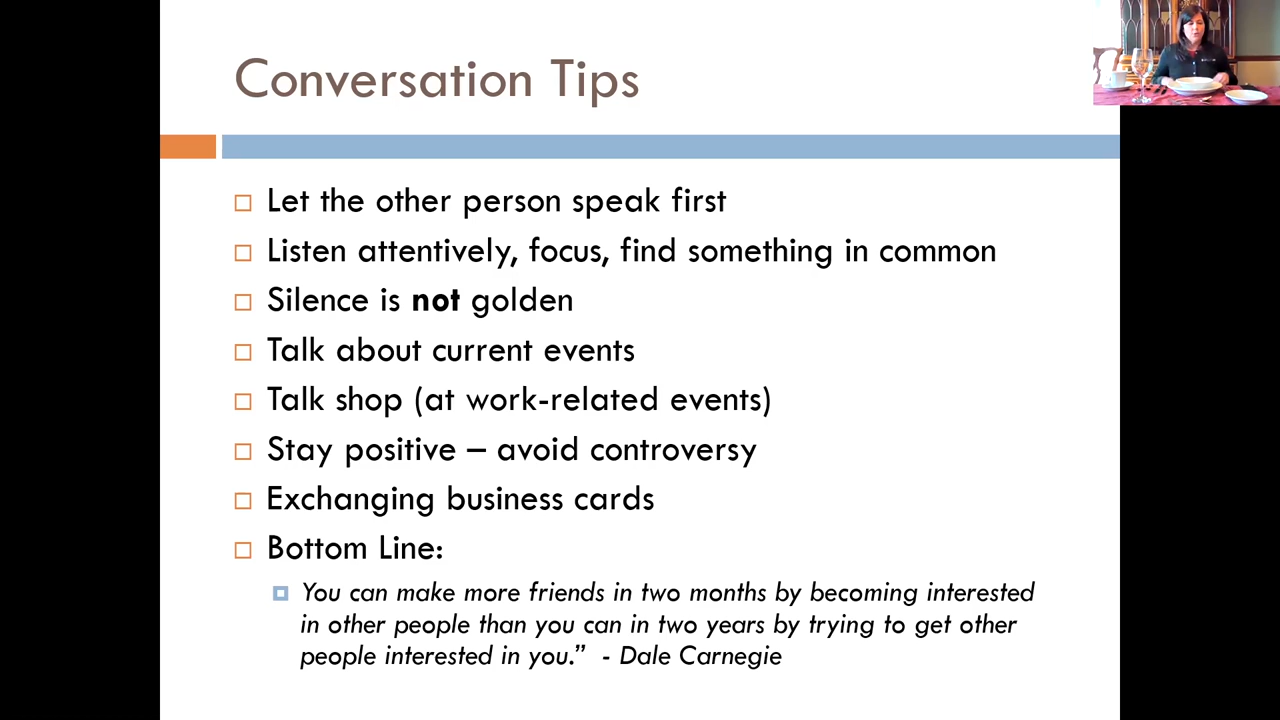 Conversation Tips
Let the other person speak first
Listen attentively, focus, find something in common
Silence is not golden
Talk about current events
Talk shop (at work-related events)
Stay positive – avoid controversy
Exchanging business cards
Bottom Line:
You can make more friends in two months by becoming interested
in other people than you can in two years by trying to get other
people interested in you.” - Dale Carnegie